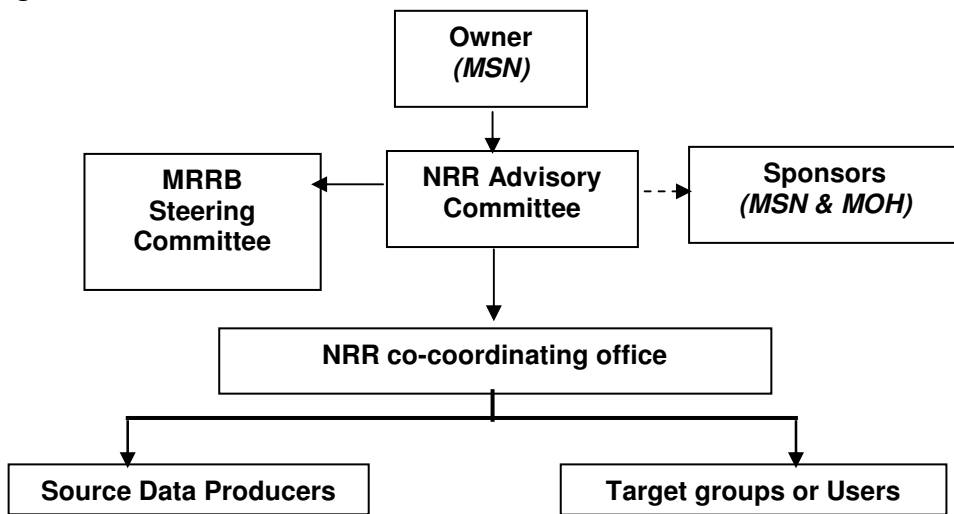 Owner
(MSN)
MRRB
Steering
Committee
NRR Advisory
Committee
Sponsors
(MSN & MOH)
NRR co-coordinating office
Source Data Producers
Target groups or Users